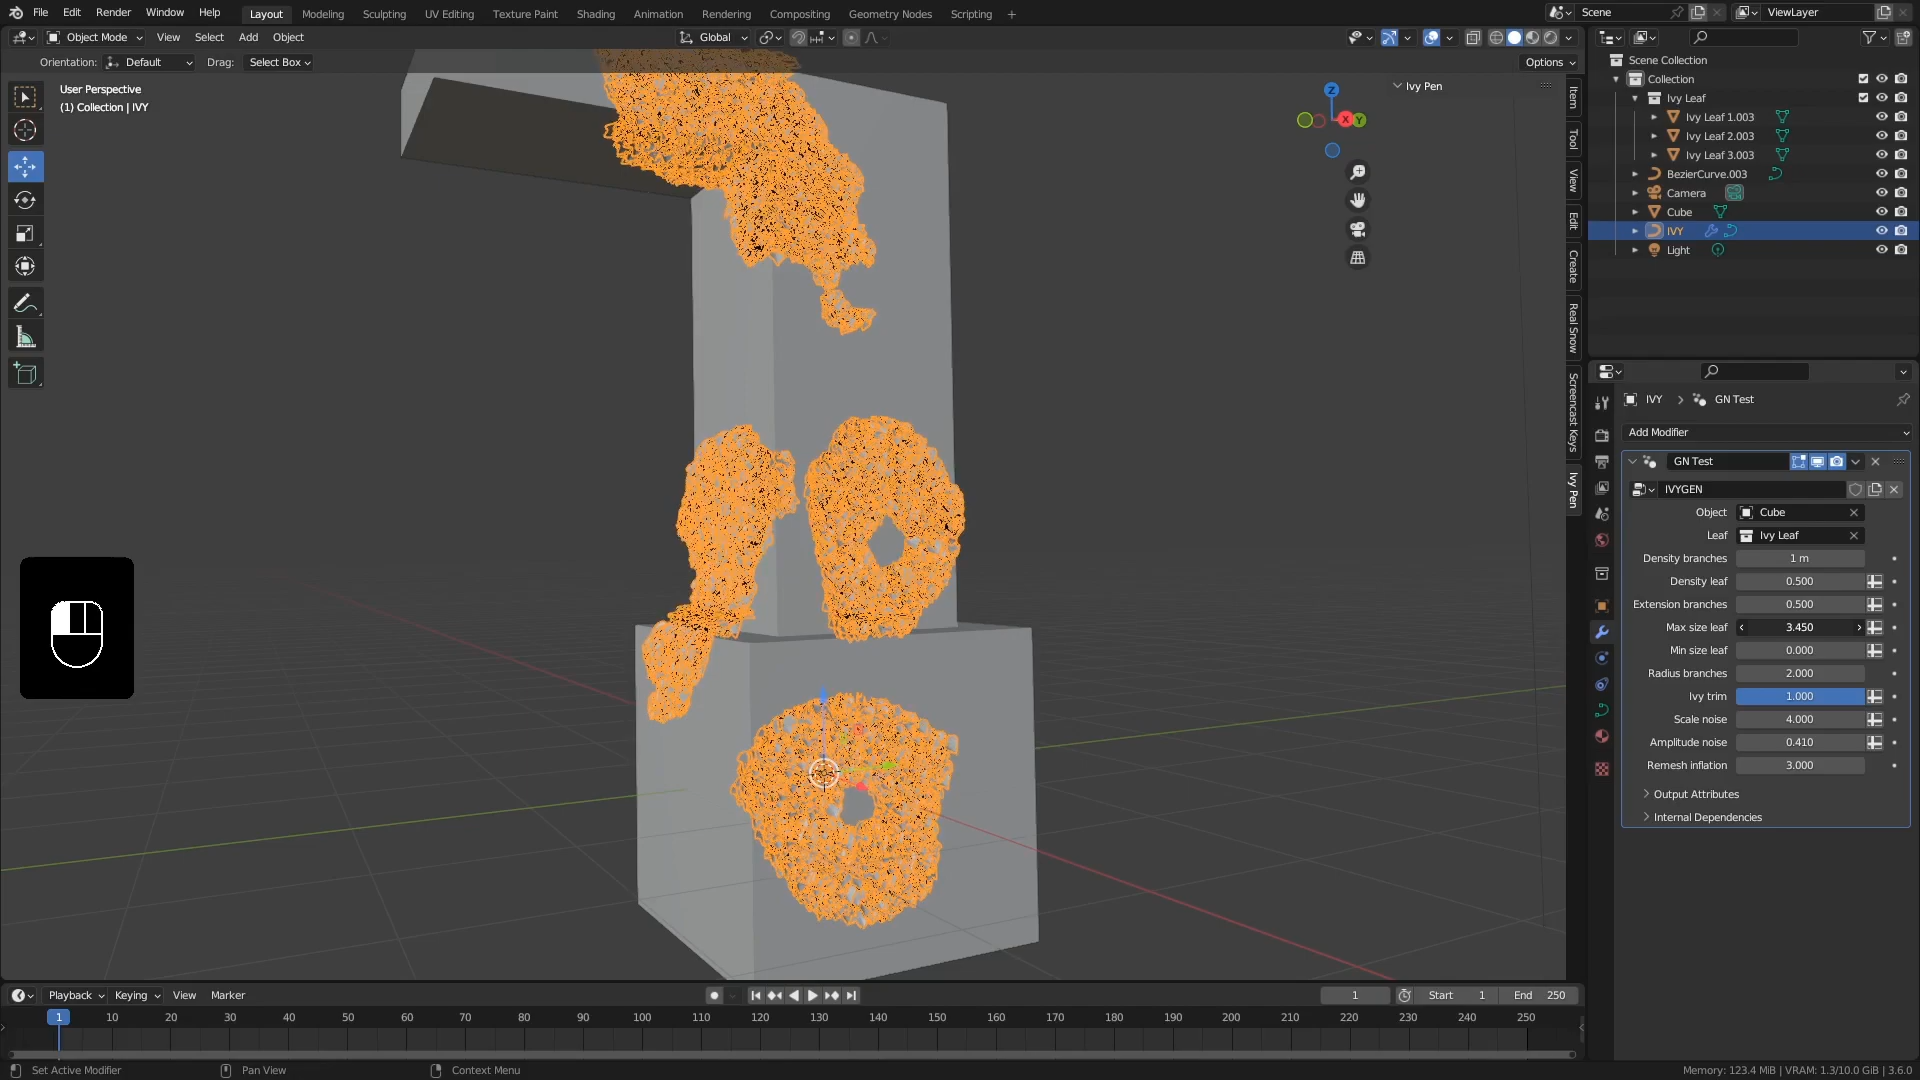 File Edit Render Window Help Layout Modeling Sculpting UV Editing Texture Paint Shading Animation Rendering Compositing Geometry Nodes Scripting + Scene ViewLayer
Object Mode View Select Add Object Global
Orientation: Default Drag: Select Box Options
User Perspective
(1) Collection | IVY
Ivy Pen
Z
X Y
Item
Tool
View
Edit
Create
Real Snow
Screencast Keys
Ivy Pen
Scene Collection
Collection
Ivy Leaf
Ivy Leaf 1.003
Ivy Leaf 2.003
Ivy Leaf 3.003
BezierCurve.003
Camera
Cube
IVY
Light
IVY > GN Test
Add Modifier
GN Test
IVYGEN
Object Cube
Leaf Ivy Leaf
Density branches 1 m
Density leaf 0.500
Extension branches 0.500
Max size leaf 3.450
Min size leaf 0.000
Radius branches 2.000
Ivy trim 1.000
Scale noise 4.000
Amplitude noise 0.410
Remesh inflation 3.000
Output Attributes
Internal Dependencies
Playback Keying View Marker 1 Start 1 End 250
1 10 20 30 40 50 60 70 80 90 100 110 120 130 140 150 160 170 180 190 200 210 220 230 240 250
Set Active Modifier Pan View Context Menu Memory: 123.4 MiB | VRAM: 1.3/10.0 GiB | 3.6.0